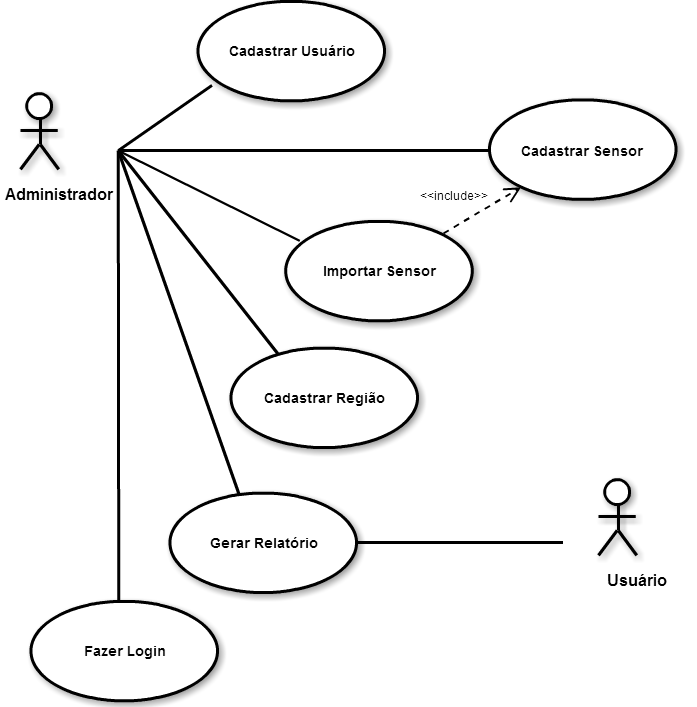 Cadastrar Usuário
Cadastrar Sensor
Administrador
<<include>>
Importar Sensor
Cadastrar Região
Gerar Relatório
Usuário
Fazer Login